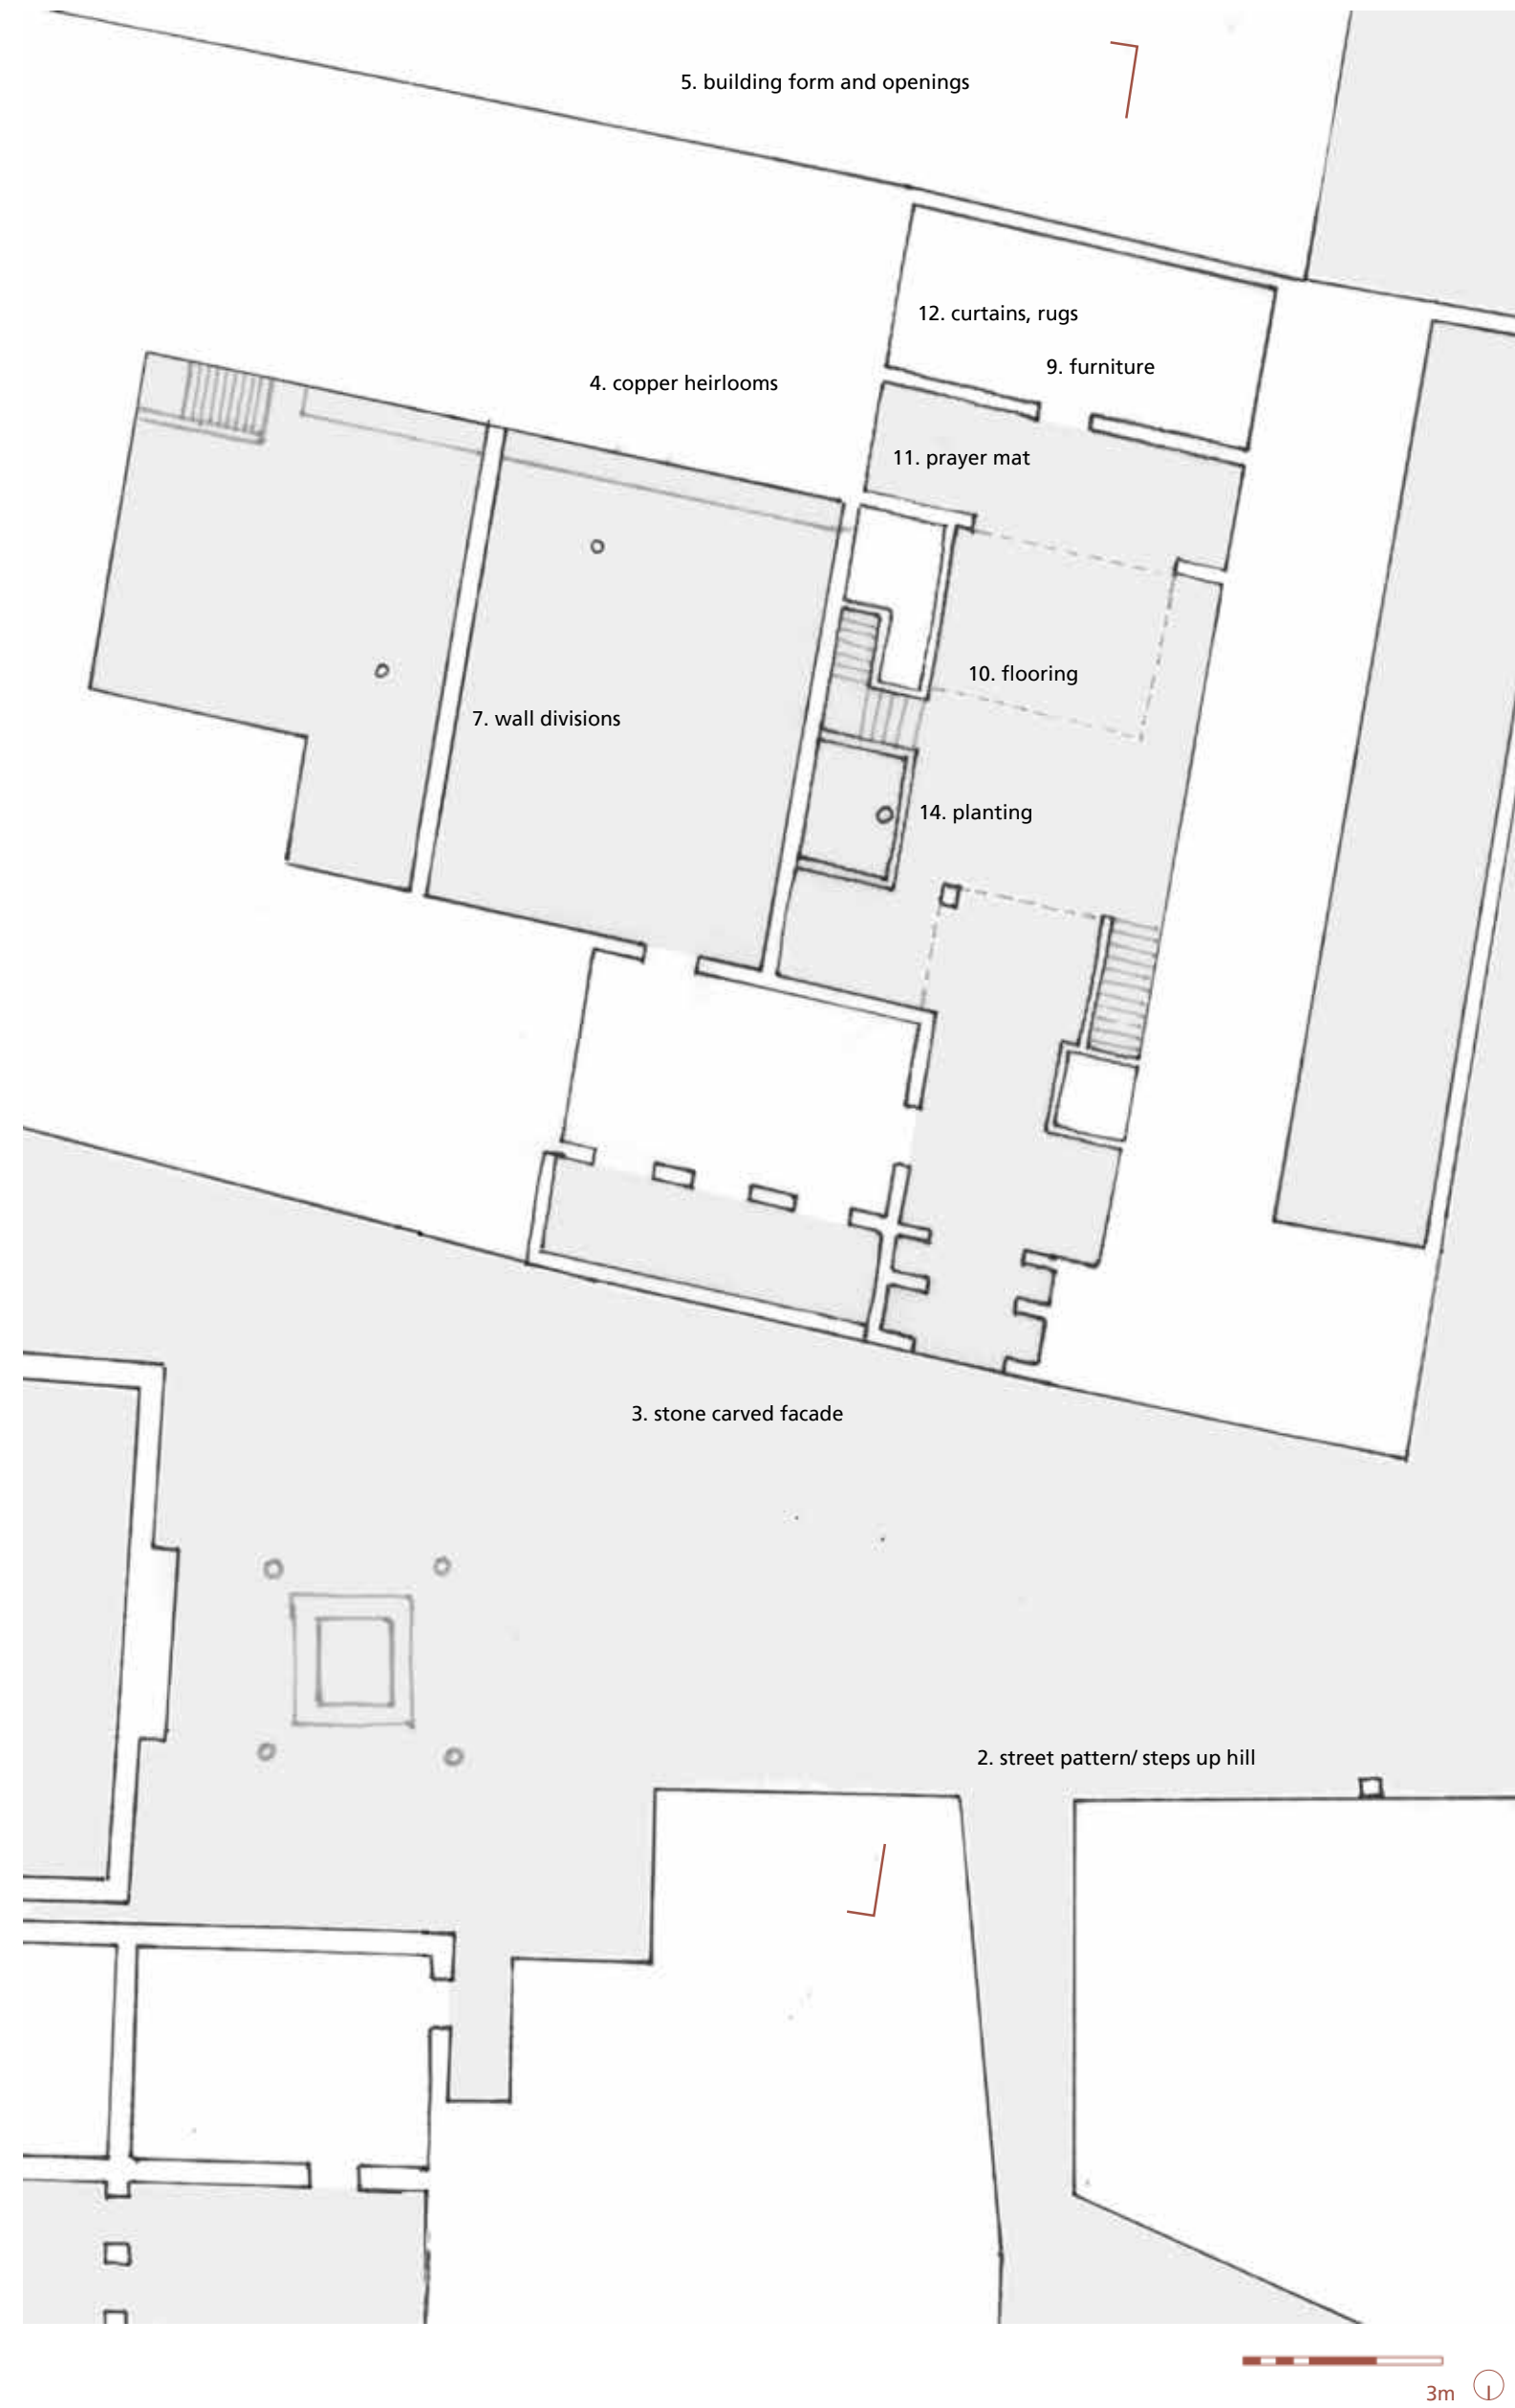 5. building form and openings
12. curtains, rugs
9. furniture
4. copper heirlooms
11. prayer mat
10. flooring
7. wall divisions
14. planting
3. stone carved facade
2. street pattern/ steps up hill
3m